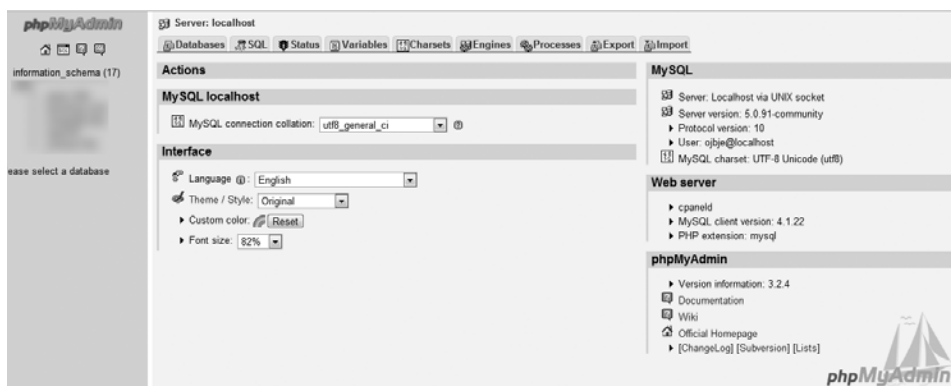 phpMyAdmin
information_schema (17)
ease select a database
Server: localhost
Databases SQL Status Variables Charsets Engines Processes Export Import
Actions
MySQL localhost
MySQL connection collation: utf8_general_ci
Interface
Language : English
Theme / Style: Original
Custom color: Reset
Font size: 82%
MySQL
Server: Localhost via UNIX socket
Server version: 5.0.91-community
Protocol version: 10
User: ojbje@localhost
MySQL charset: UTF-8 Unicode (utf8)
Web server
cpaneld
MySQL client version: 4.1.22
PHP extension: mysql
phpMyAdmin
Version information: 3.2.4
Documentation
Wiki
Official Homepage
[ChangeLog] [Subversion] [Lists]
phpMyAdmin